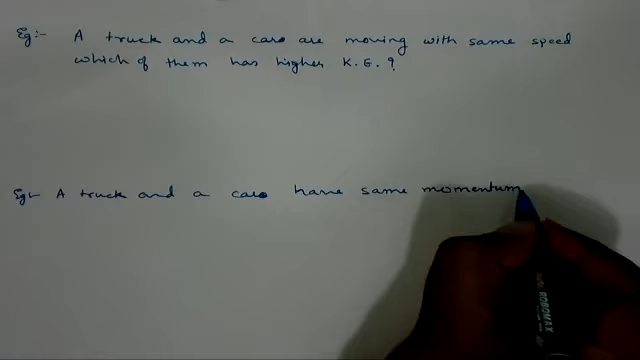 Eg:- A truck and a car are moving with same speed
which of them has higher K.E.?
Eg:- A truck and a car have same momentum
ROBOMAX